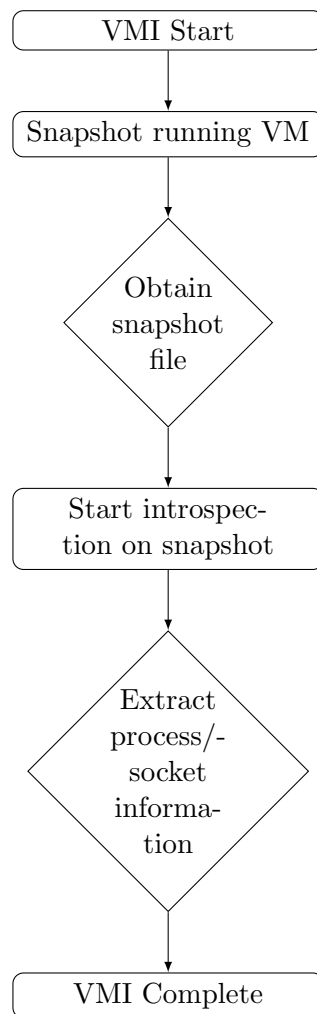 VMI Start
Snapshot running VM
Obtain
snapshot
file
Start introspec-
tion on snapshot
Extract
process/-
socket
informa-
tion
VMI Complete